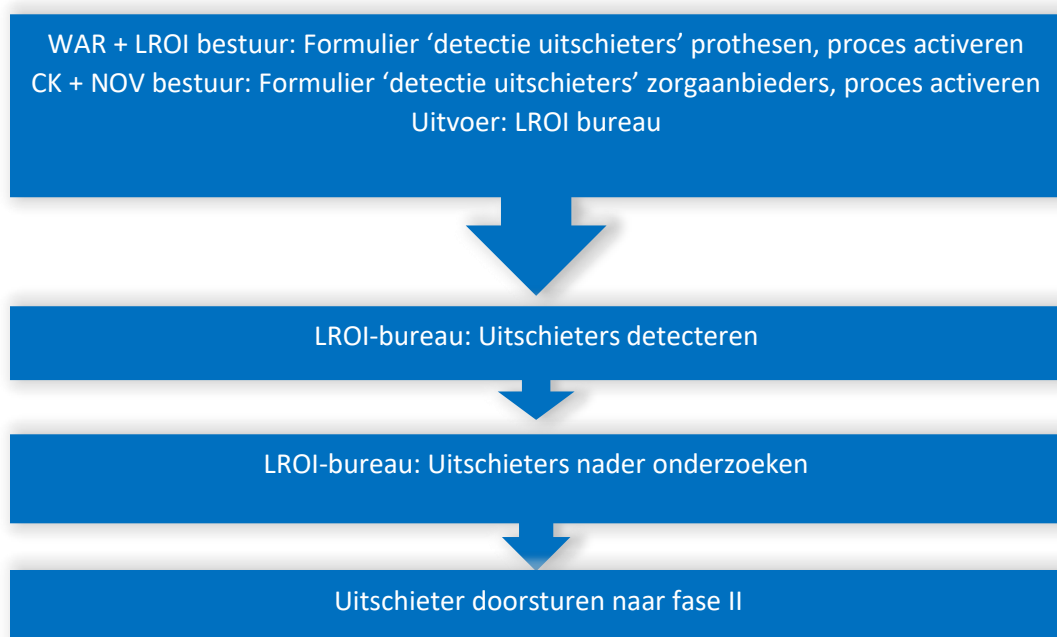 WAR + LROI bestuur: Formulier ‘detectie uitschieters’ prothesen, proces activeren
CK + NOV bestuur: Formulier ‘detectie uitschieters’ zorgaanbieders, proces activeren
Uitvoer: LROI bureau
LROI-bureau: Uitschieters detecteren
LROI-bureau: Uitschieters nader onderzoeken
Uitschieter doorsturen naar fase II